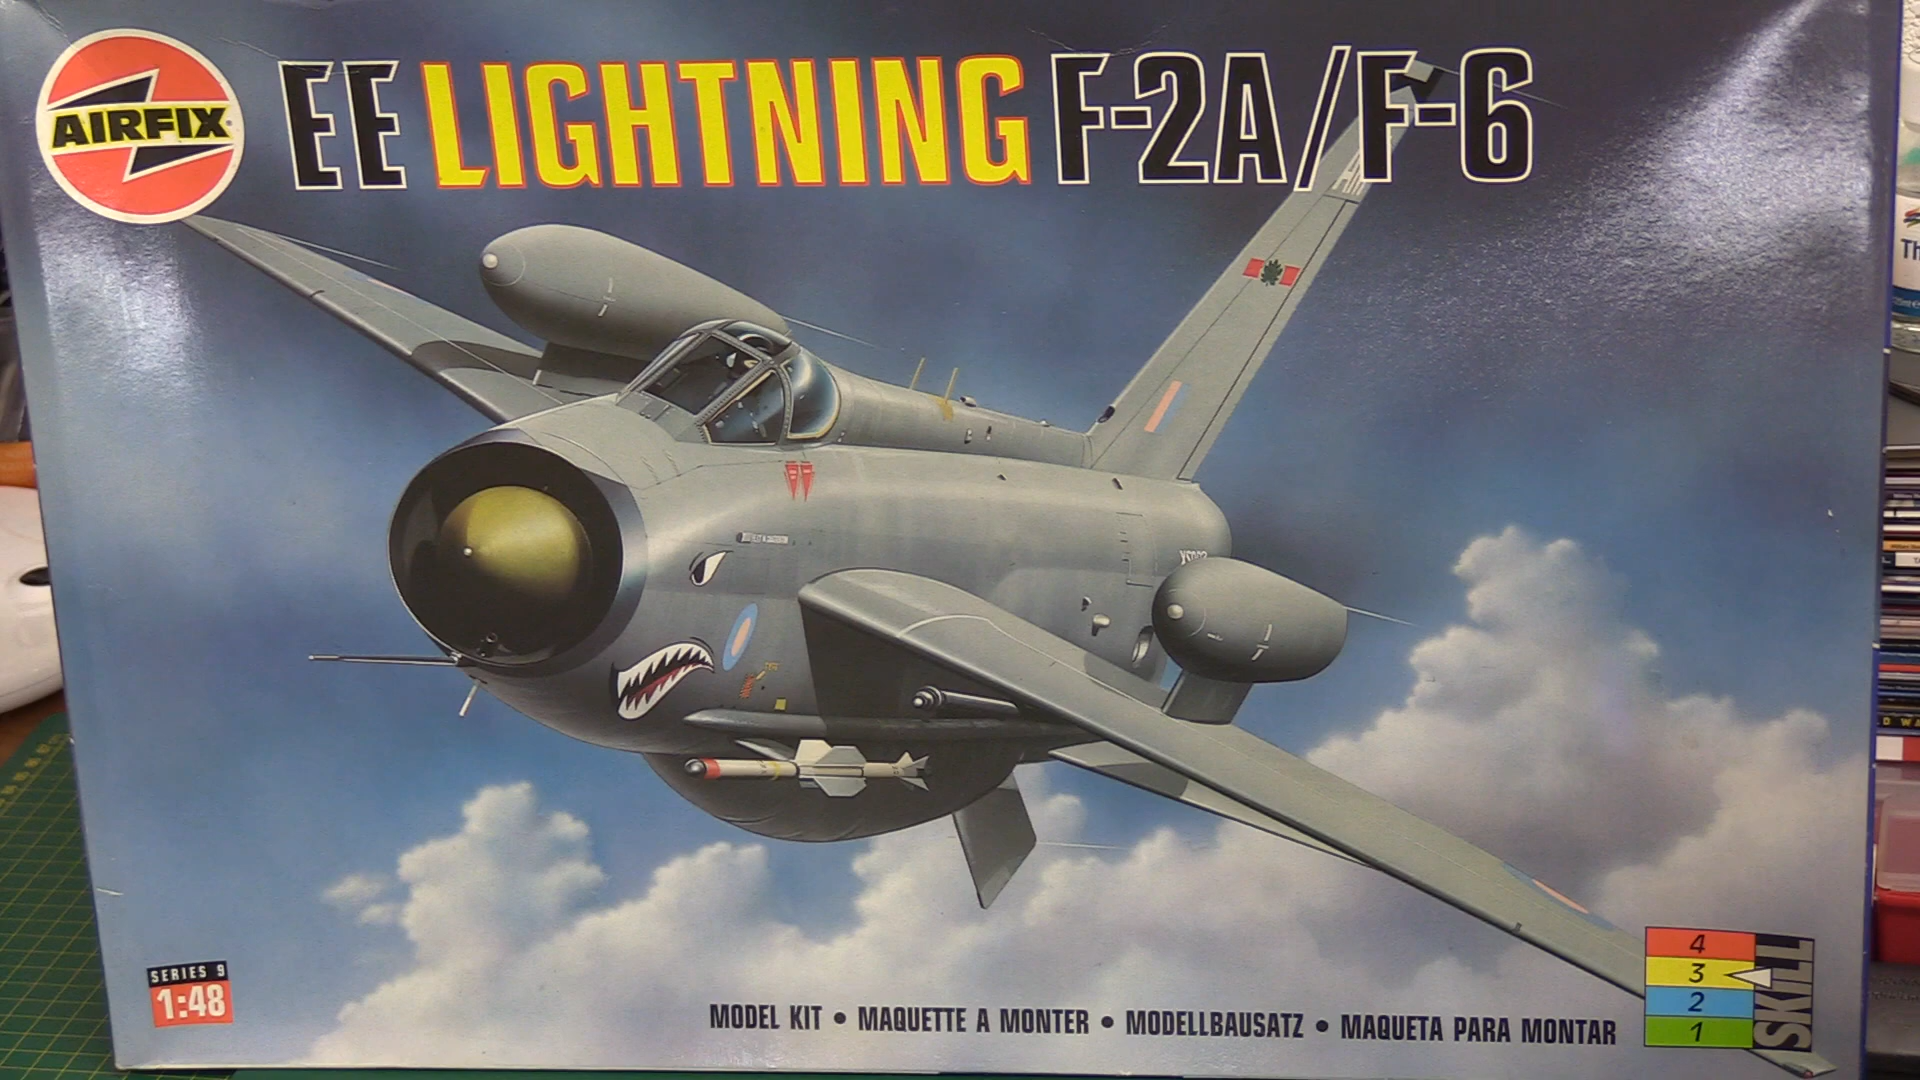 AIRFIX
EE LIGHTNING F-2A/F-6
SERIES 9
1:48
MODEL KIT • MAQUETTE A MONTER • MODELLBAUSATZ • MAQUETA PARA MONTAR
4
3
2
1
SKILL
Th